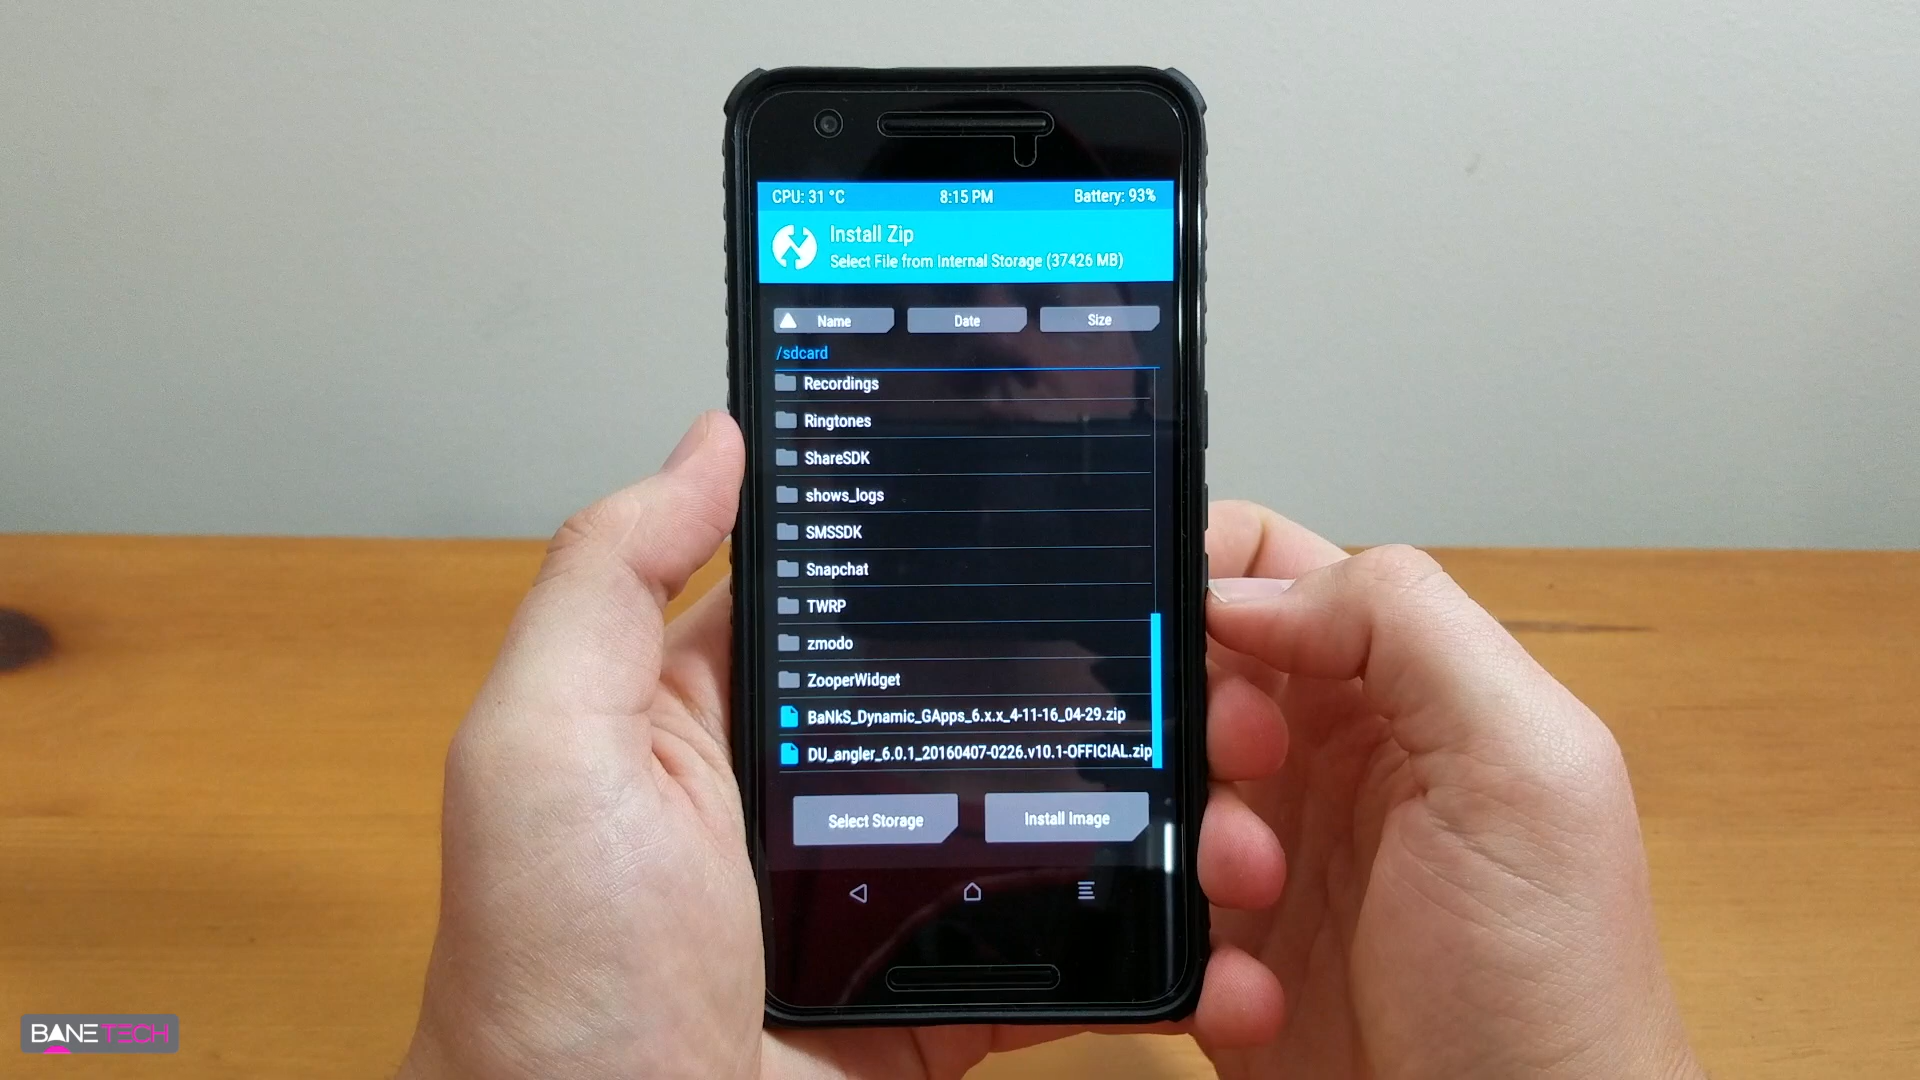 CPU: 31 °C 8:15 PM Battery: 93%
Install Zip
Select File from Internal Storage (37426 MB)
Name Date Size
/sdcard
Recordings
Ringtones
ShareSDK
shows_logs
SMSSDK
Snapchat
TWRP
zmodo
ZooperWidget
BaNkS_Dynamic_GApps_6.x.x_4-11-16_04-29.zip
DU_angler_6.0.1_20160407-0226.v10.1-OFFICIAL.zip
Select Storage Install Image
BANETECH